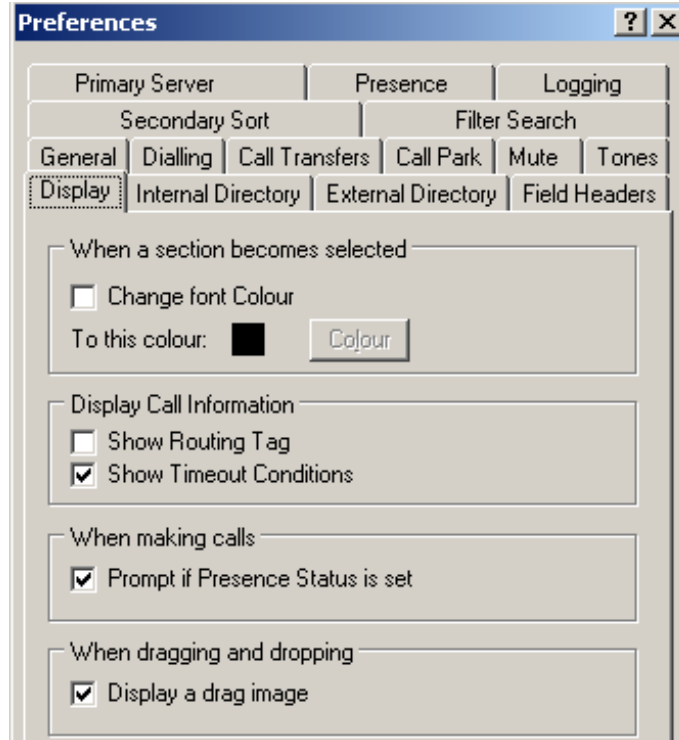 Preferences
Primary Server Presence Logging
Secondary Sort Filter Search
General Dialling Call Transfers Call Park Mute Tones
Display Internal Directory External Directory Field Headers
When a section becomes selected
Change font Colour
To this colour: Colour
Display Call Information
Show Routing Tag
Show Timeout Conditions
When making calls
Prompt if Presence Status is set
When dragging and dropping
Display a drag image